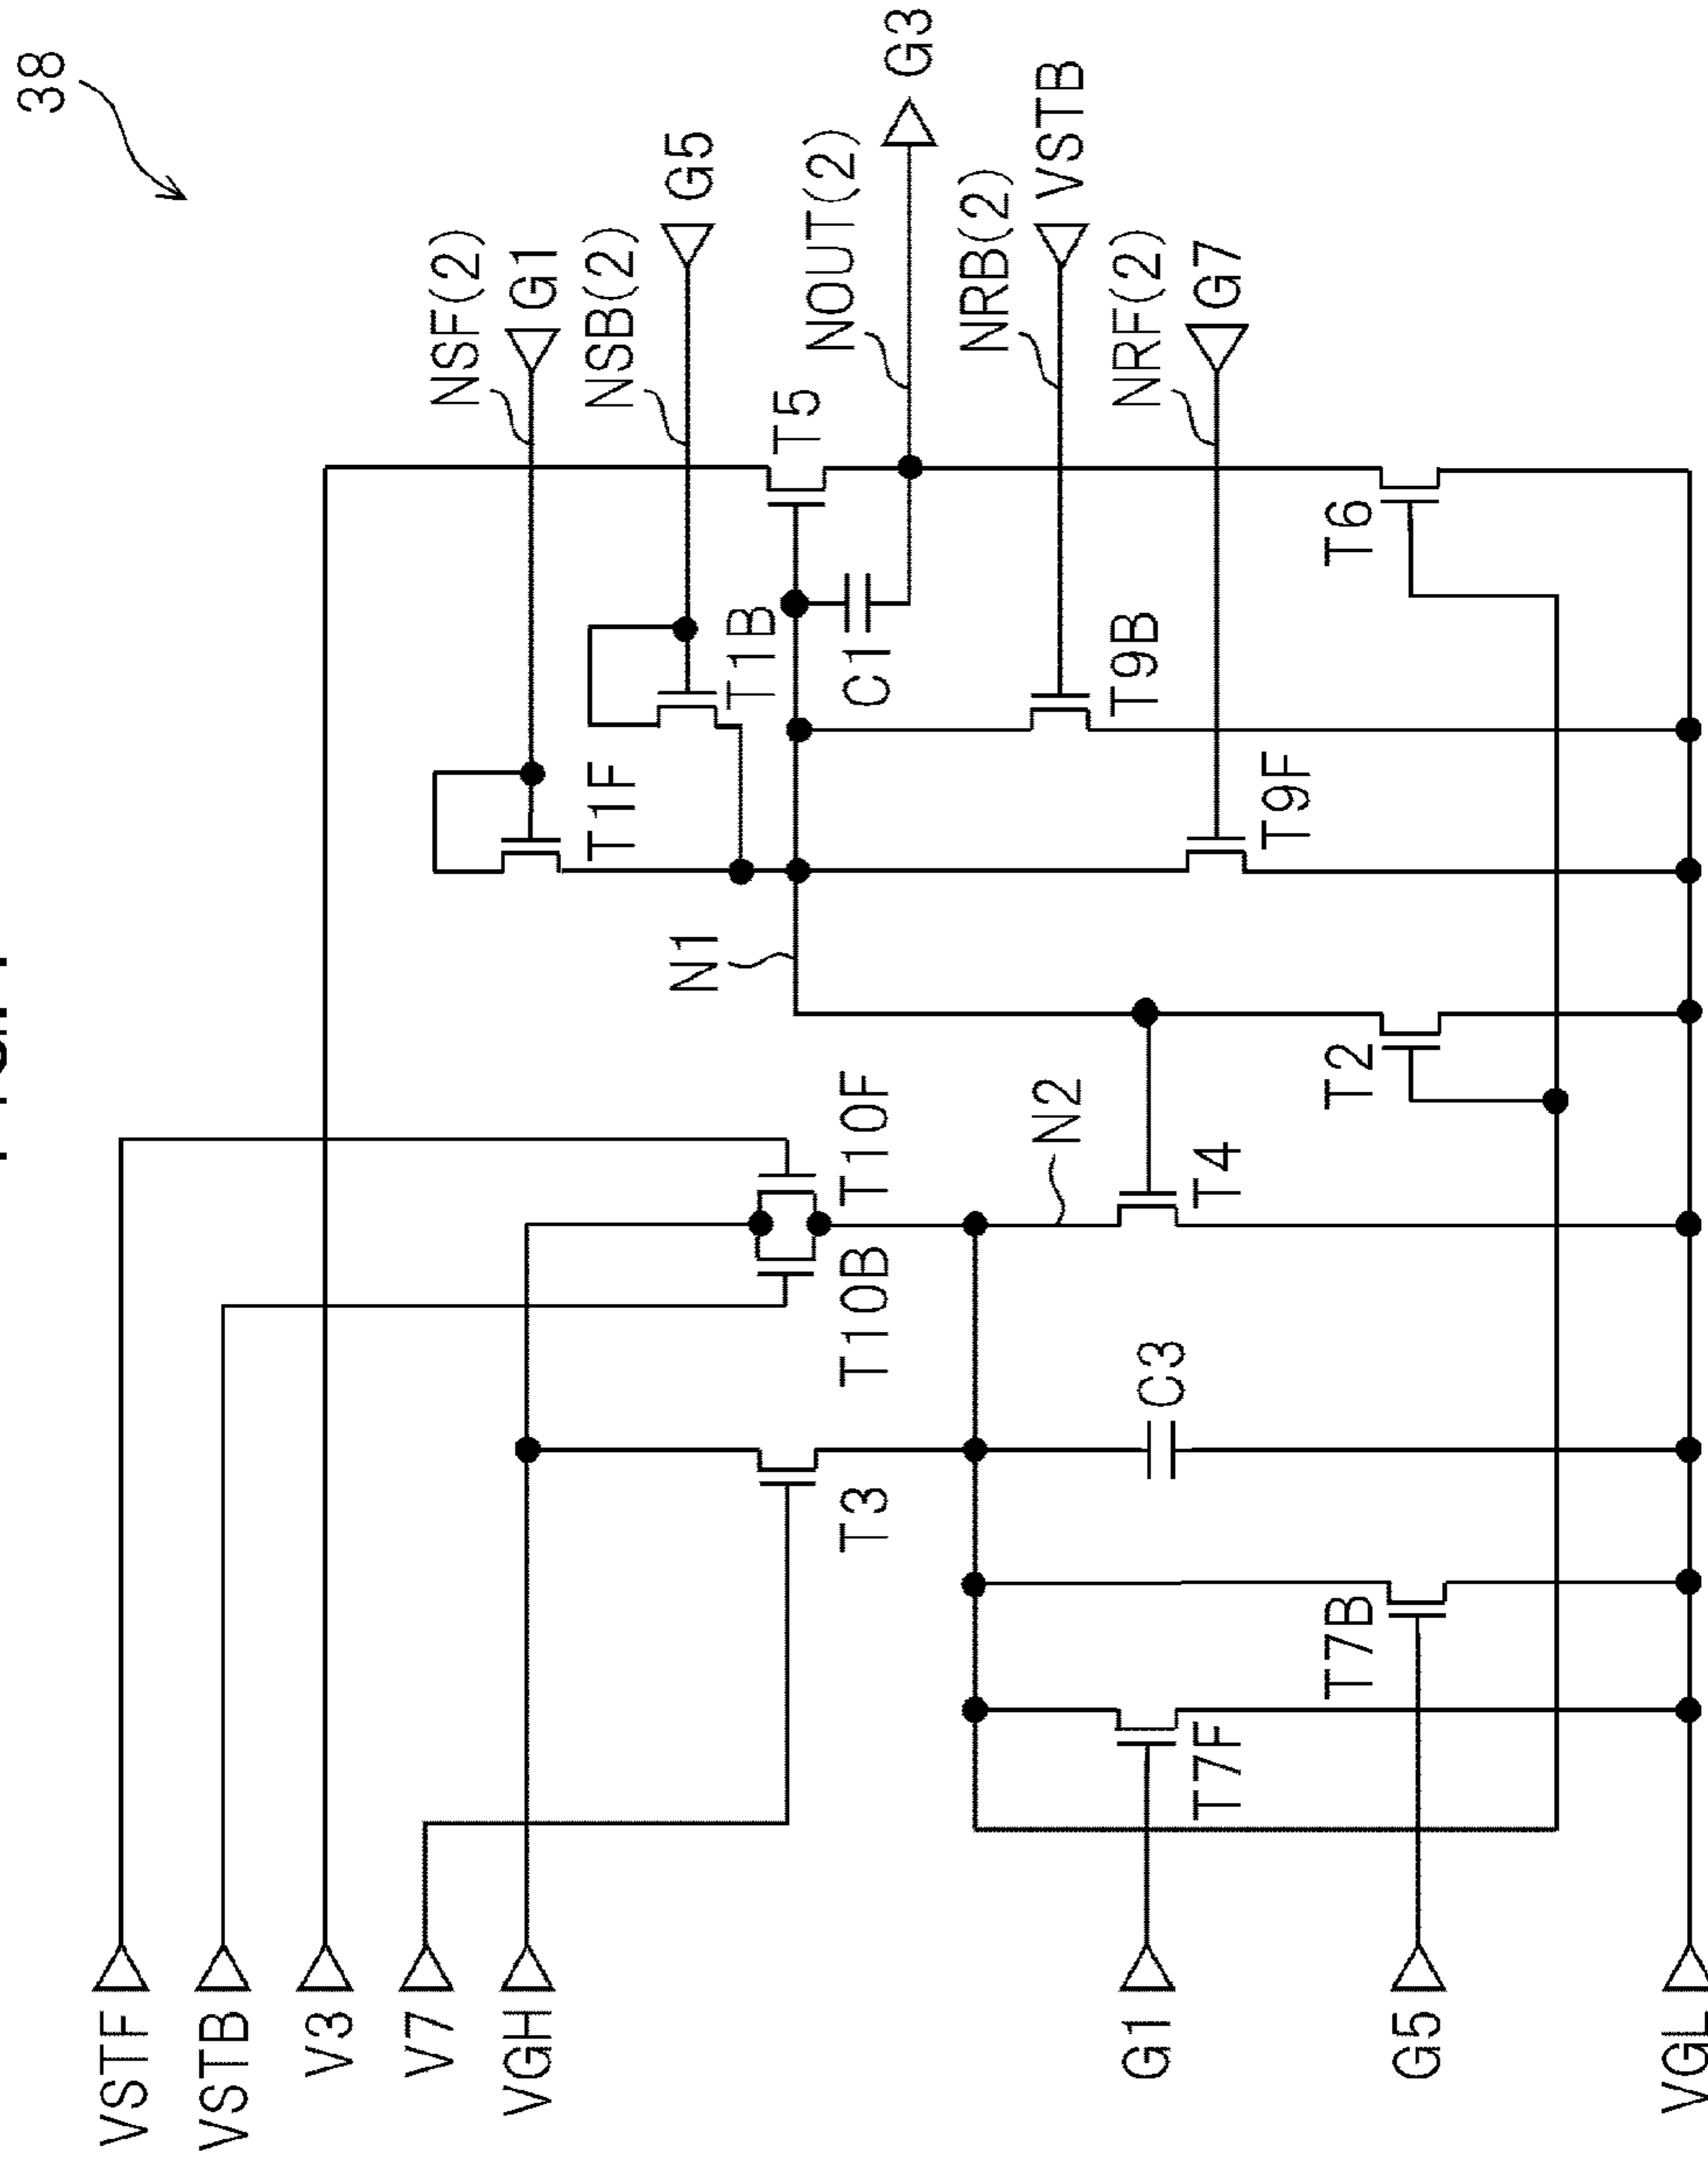 38
VSTF
VSTB
V3
V7
VGH
G1
G5
VGL
T7F
T7B
T3
C3
T10B
T10F
N2
T4
T2
N1
T1F
T1B
C1
T9B
T9F
T5
T6
NSF(2)
G1
NSB(2)
G5
NOUT(2)
G3
NRB(2)
VSTB
NRF(2)
G7